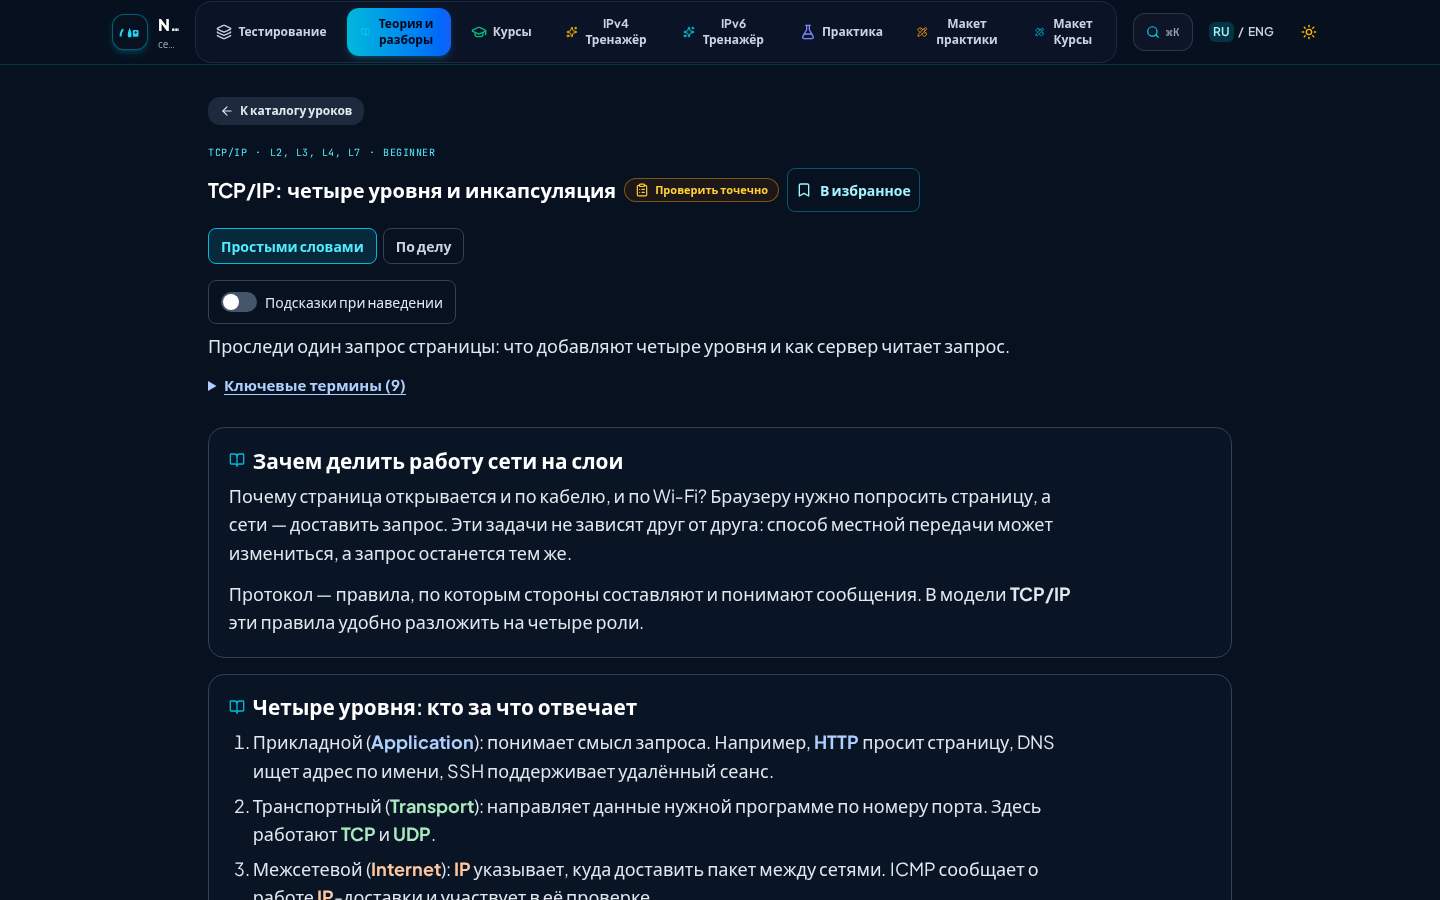 N...
се...
Тестирование
Теория и
разборы
Курсы
IPv4
Тренажёр
IPv6
Тренажёр
Практика
Макет
практики
Макет
Курсы
⌘K
RU / ENG
К каталогу уроков
TCP/IP · L2, L3, L4, L7 · BEGINNER
TCP/IP: четыре уровня и инкапсуляция
Проверить точечно
В избранное
Простыми словами
По делу
Подсказки при наведении
Проследи один запрос страницы: что добавляют четыре уровня и как сервер читает запрос.
Ключевые термины (9)
Зачем делить работу сети на слои
Почему страница открывается и по кабелю, и по Wi-Fi? Браузеру нужно попросить страницу, а
сети — доставить запрос. Эти задачи не зависят друг от друга: способ местной передачи может
измениться, а запрос останется тем же.
Протокол — правила, по которым стороны составляют и понимают сообщения. В модели TCP/IP
эти правила удобно разложить на четыре роли.
Четыре уровня: кто за что отвечает
1. Прикладной (Application): понимает смысл запроса. Например, HTTP просит страницу, DNS
ищет адрес по имени, SSH поддерживает удалённый сеанс.
2. Транспортный (Transport): направляет данные нужной программе по номеру порта. Здесь
работают TCP и UDP.
3. Межсетевой (Internet): IP указывает, куда доставить пакет между сетями. ICMP сообщает о
работе IP-доставки и участвует в её проверке.